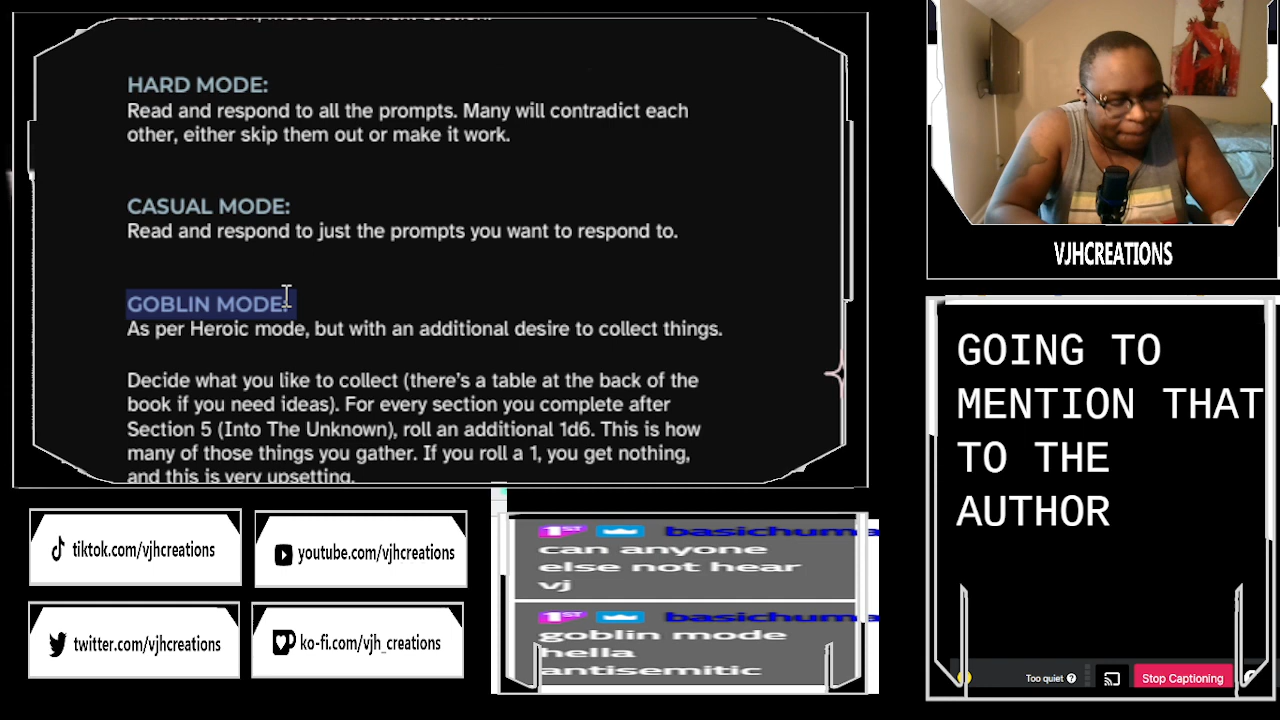 HARD MODE:
Read and respond to all the prompts. Many will contradict each
other, either skip them out or make it work.
CASUAL MODE:
Read and respond to just the prompts you want to respond to.
GOBLIN MODE:
As per Heroic mode, but with an additional desire to collect things.
Decide what you like to collect (there's a table at the back of the
book if you need ideas). For every section you complete after
Section 5 (Into The Unknown), roll an additional 1d6. This is how
many of those things you gather. If you roll a 1, you get nothing,
and this is very upsetting.
VJHCREATIONS
GOING TO
MENTION THAT
TO THE
AUTHOR
Too quiet
Stop Captioning
tiktok.com/vjhcreations
youtube.com/vjhcreations
twitter.com/vjhcreations
ko-fi.com/vjh_creations
1ST basichuma
can anyone
else not hear
vj
1ST basichuma
goblin mode
hella
antisemitic